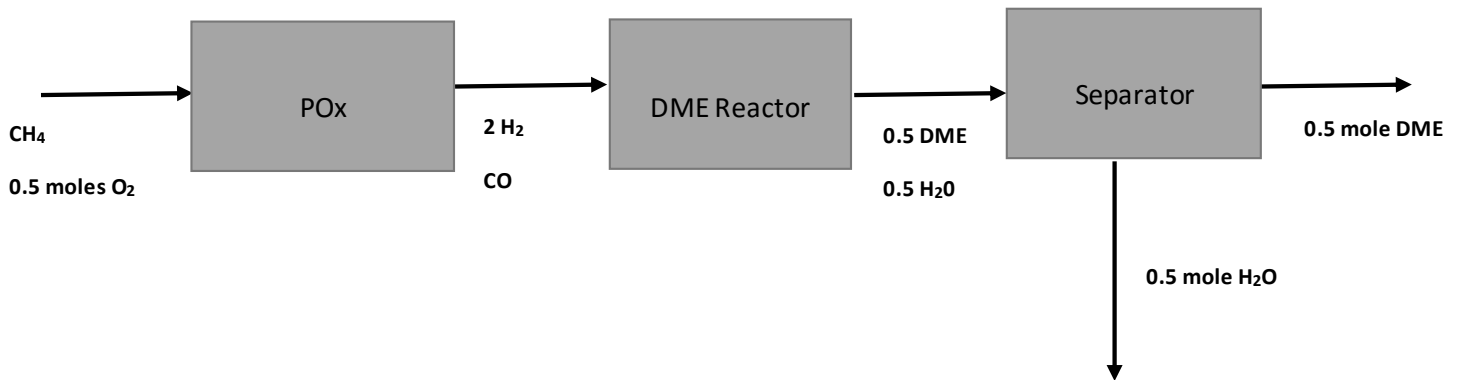 POx
DME Reactor
Separator
CH₄
0.5 moles O₂
2 H₂
CO
0.5 DME
0.5 H₂0
0.5 mole DME
0.5 mole H₂O